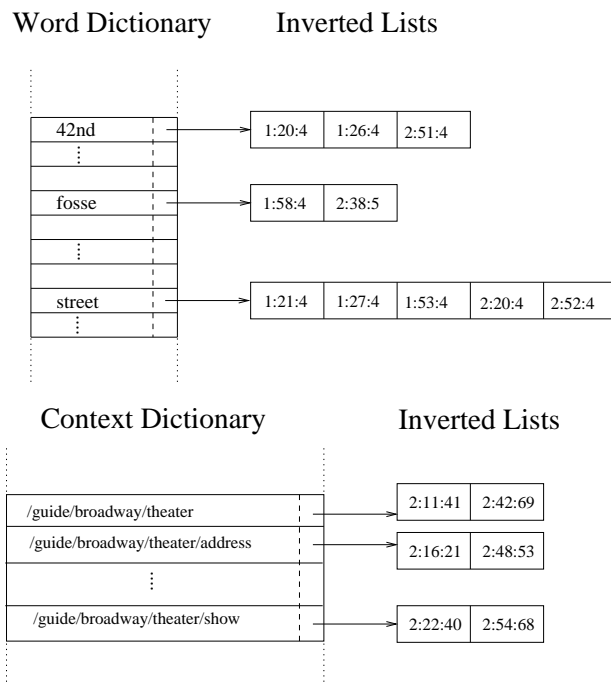 Word Dictionary Inverted Lists
42nd 1:20:4 1:26:4 2:51:4
fosse 1:58:4 2:38:5
street 1:21:4 1:27:4 1:53:4 2:20:4 2:52:4
Context Dictionary Inverted Lists
/guide/broadway/theater 2:11:41 2:42:69
/guide/broadway/theater/address 2:16:21 2:48:53
/guide/broadway/theater/show 2:22:40 2:54:68